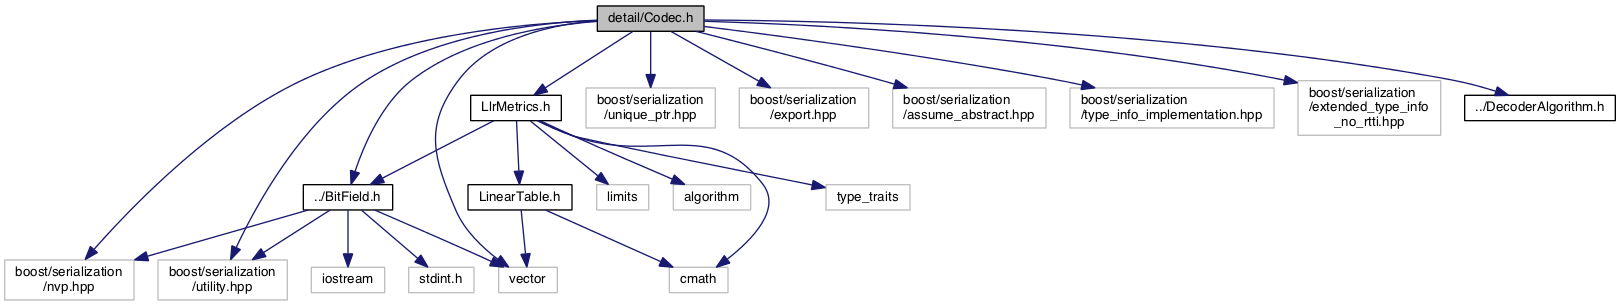 detail/Codec.h
LlrMetrics.h
boost/serialization
/unique_ptr.hpp
boost/serialization
/export.hpp
boost/serialization
/assume_abstract.hpp
boost/serialization
/type_info_implementation.hpp
boost/serialization
/extended_type_info
_no_rtti.hpp
../DecoderAlgorithm.h
../BitField.h
LinearTable.h
limits
algorithm
type_traits
boost/serialization
/nvp.hpp
boost/serialization
/utility.hpp
iostream
stdint.h
vector
cmath